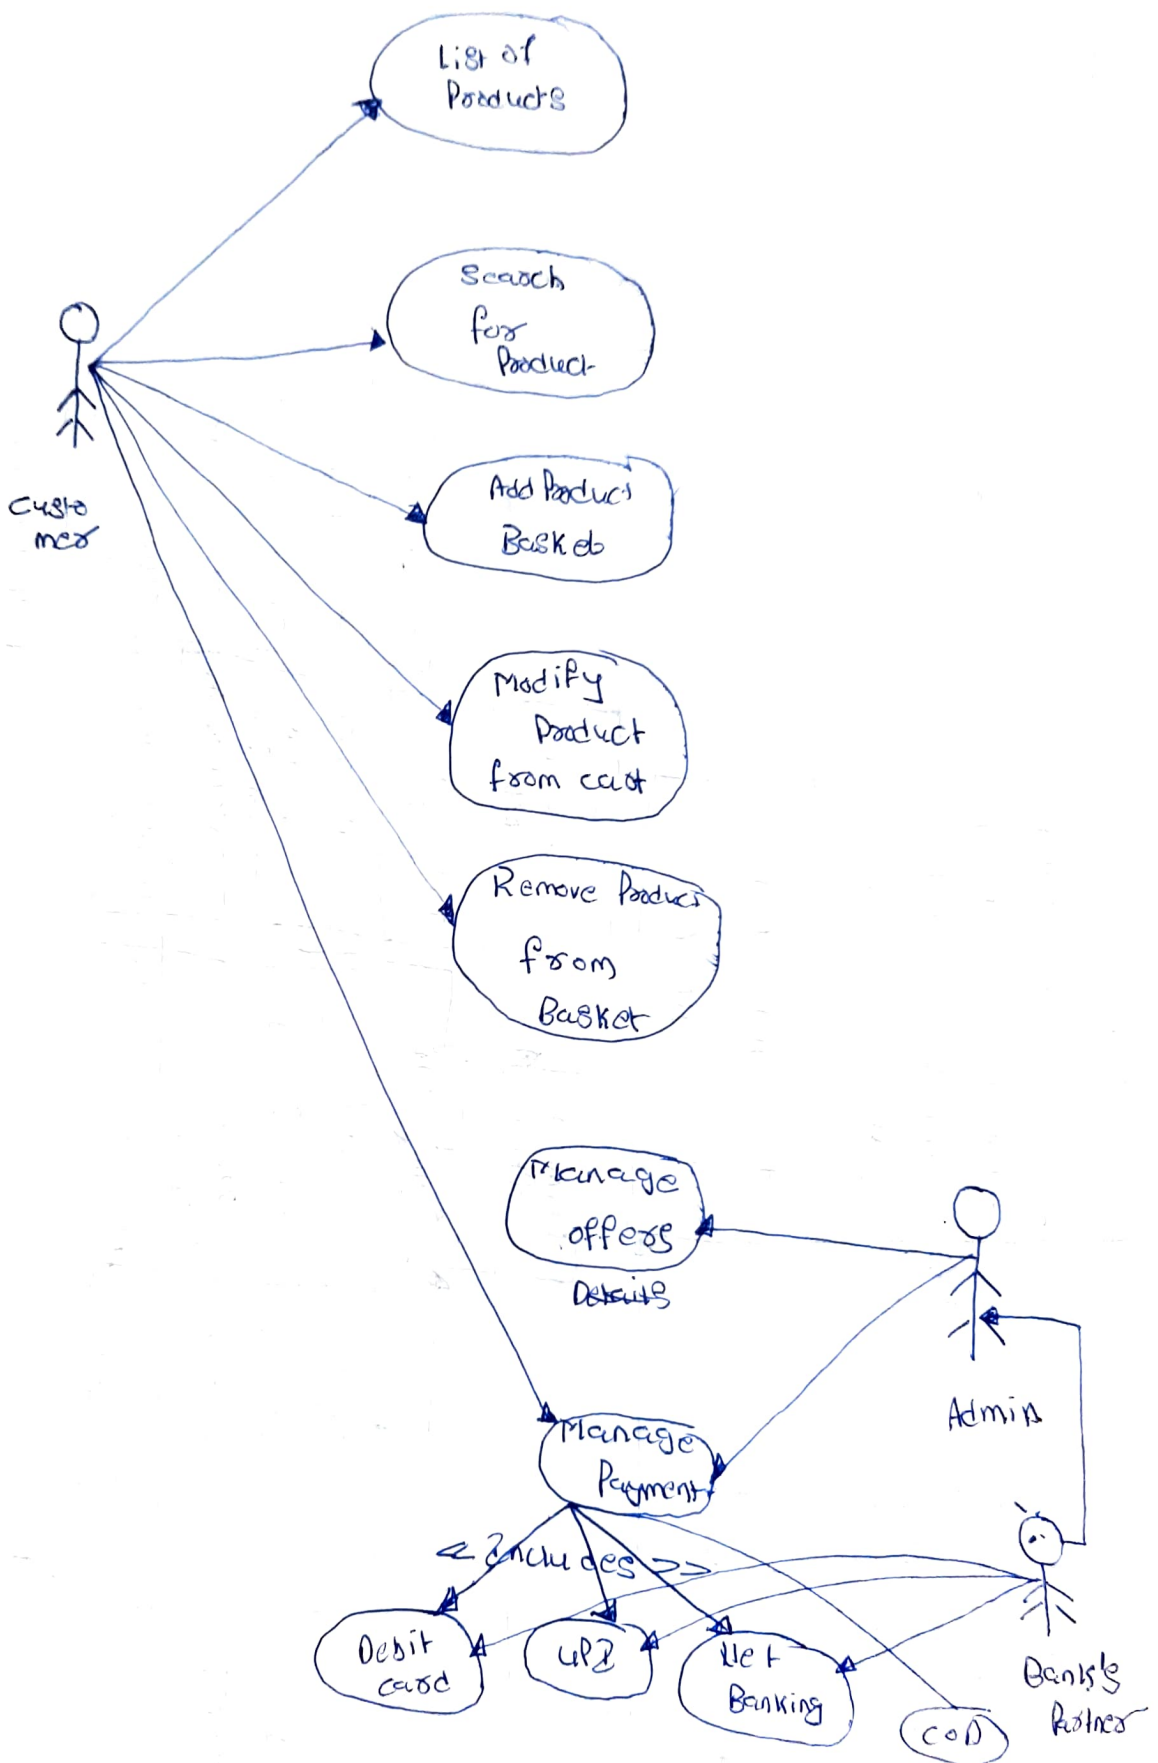 List of
Products
Search
for
Product
Custo
mer
Add Product
Basket
Modify
Product
from cart
Remove Product
from
Basket
Manage
offers
Details
Admin
Manage
Payment
<< Includes >>
Debit
card
UPI
Net
Banking
COD
Bank's
Partner